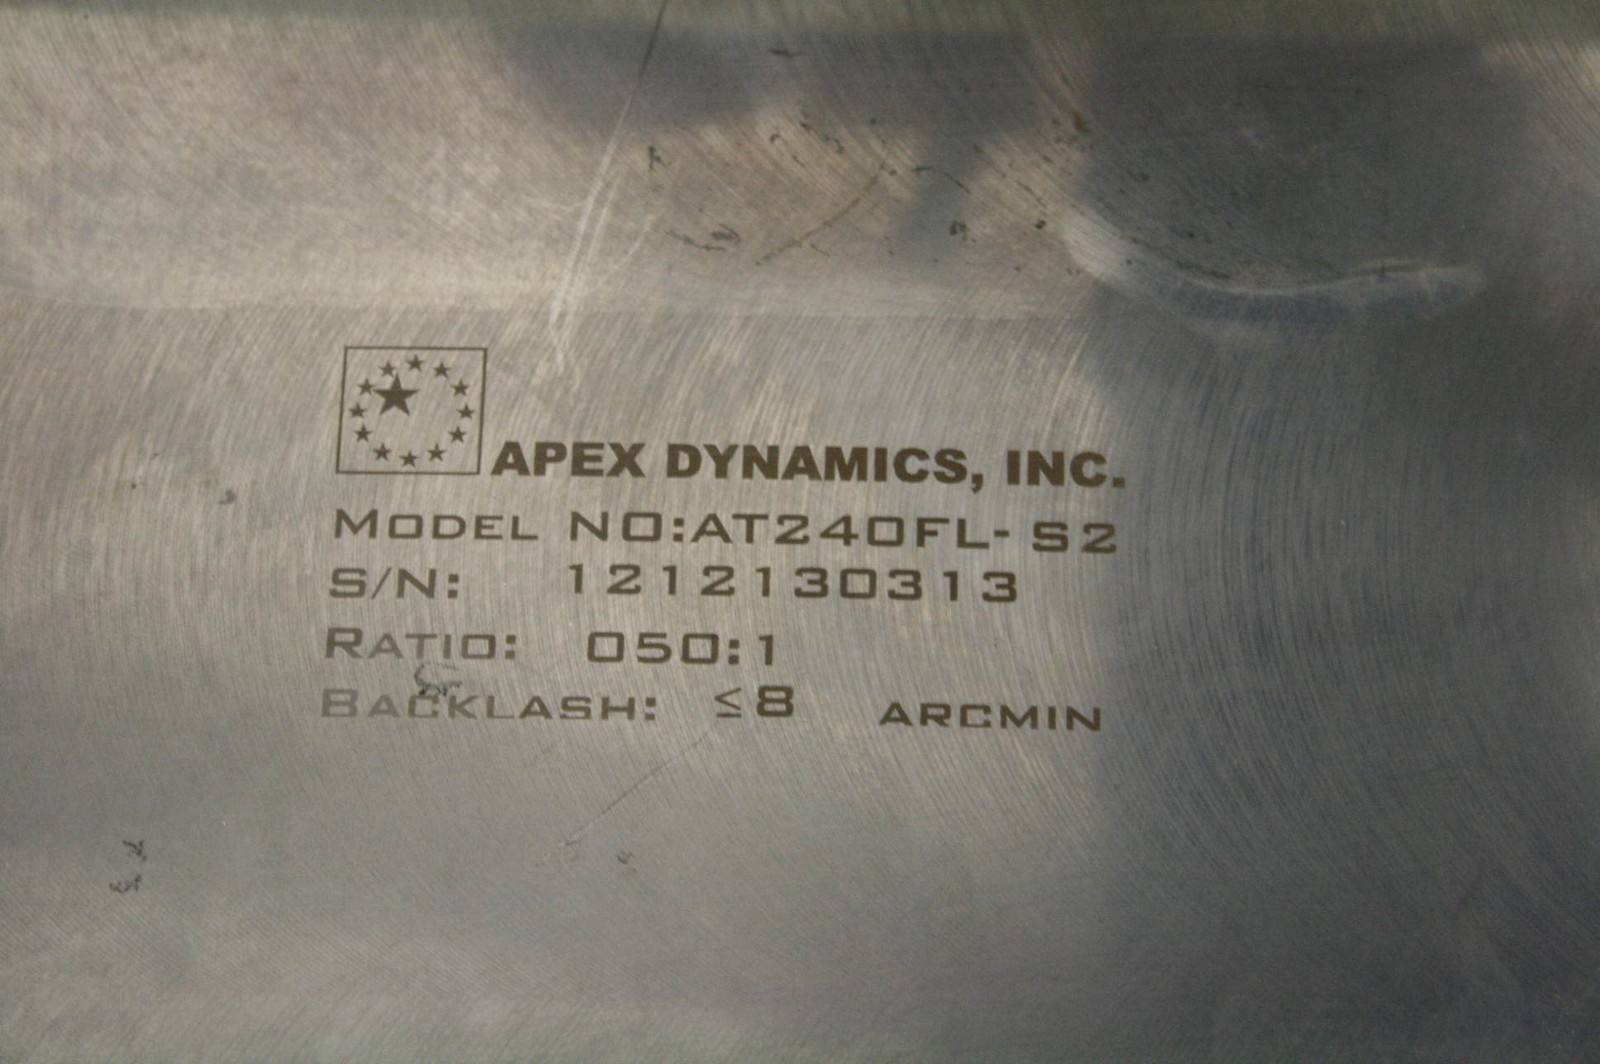 APEX DYNAMICS, INC.
MODEL NO:AT240FL- S2
S/N: 1212130313
RATIO: 050:1
BACKLASH: ≤8 ARCMIN